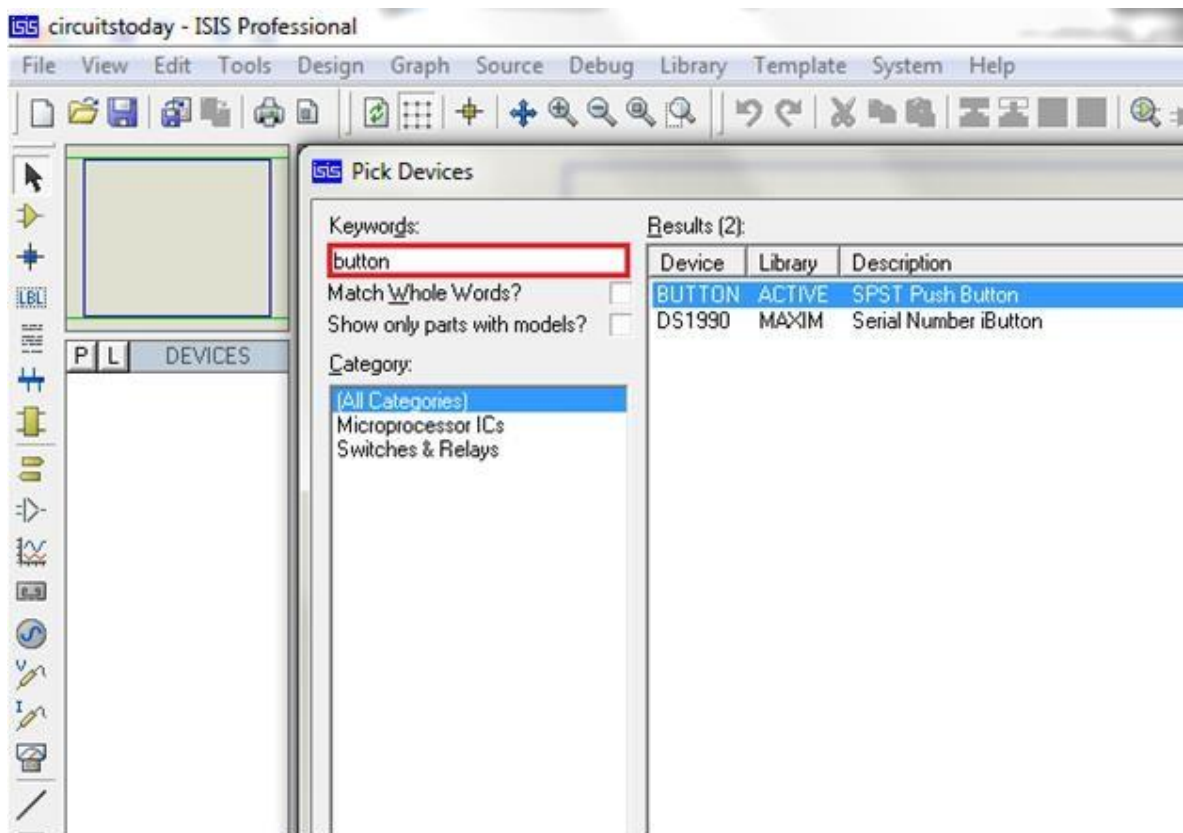 isis circuitstoday - ISIS Professional
File View Edit Tools Design Graph Source Debug Library Template System Help
isis Pick Devices
Keywords:
Results (2):
button
Device Library Description
Match Whole Words?
BUTTON ACTIVE SPST Push Button
Show only parts with models?
DS1990 MAXIM Serial Number iButton
LBL
P L DEVICES
Category:
(All Categories)
Microprocessor ICs
Switches & Relays
V
I